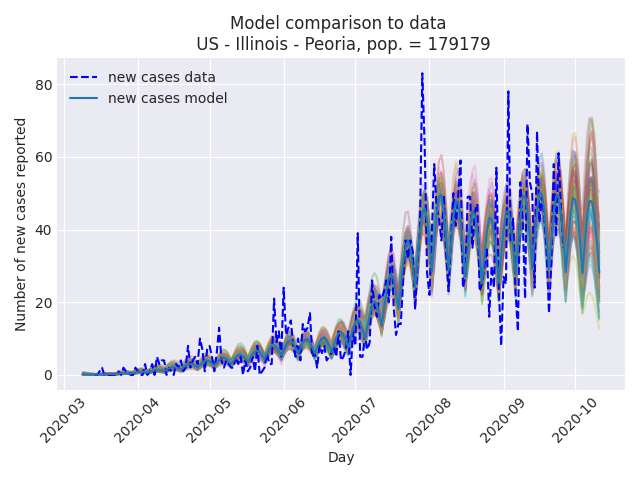 Model comparison to data
US - Illinois - Peoria, pop. = 179179
new cases data
new cases model
Number of new cases reported
80
60
40
20
0
2020-03
2020-04
2020-05
2020-06
2020-07
2020-08
2020-09
2020-10
Day